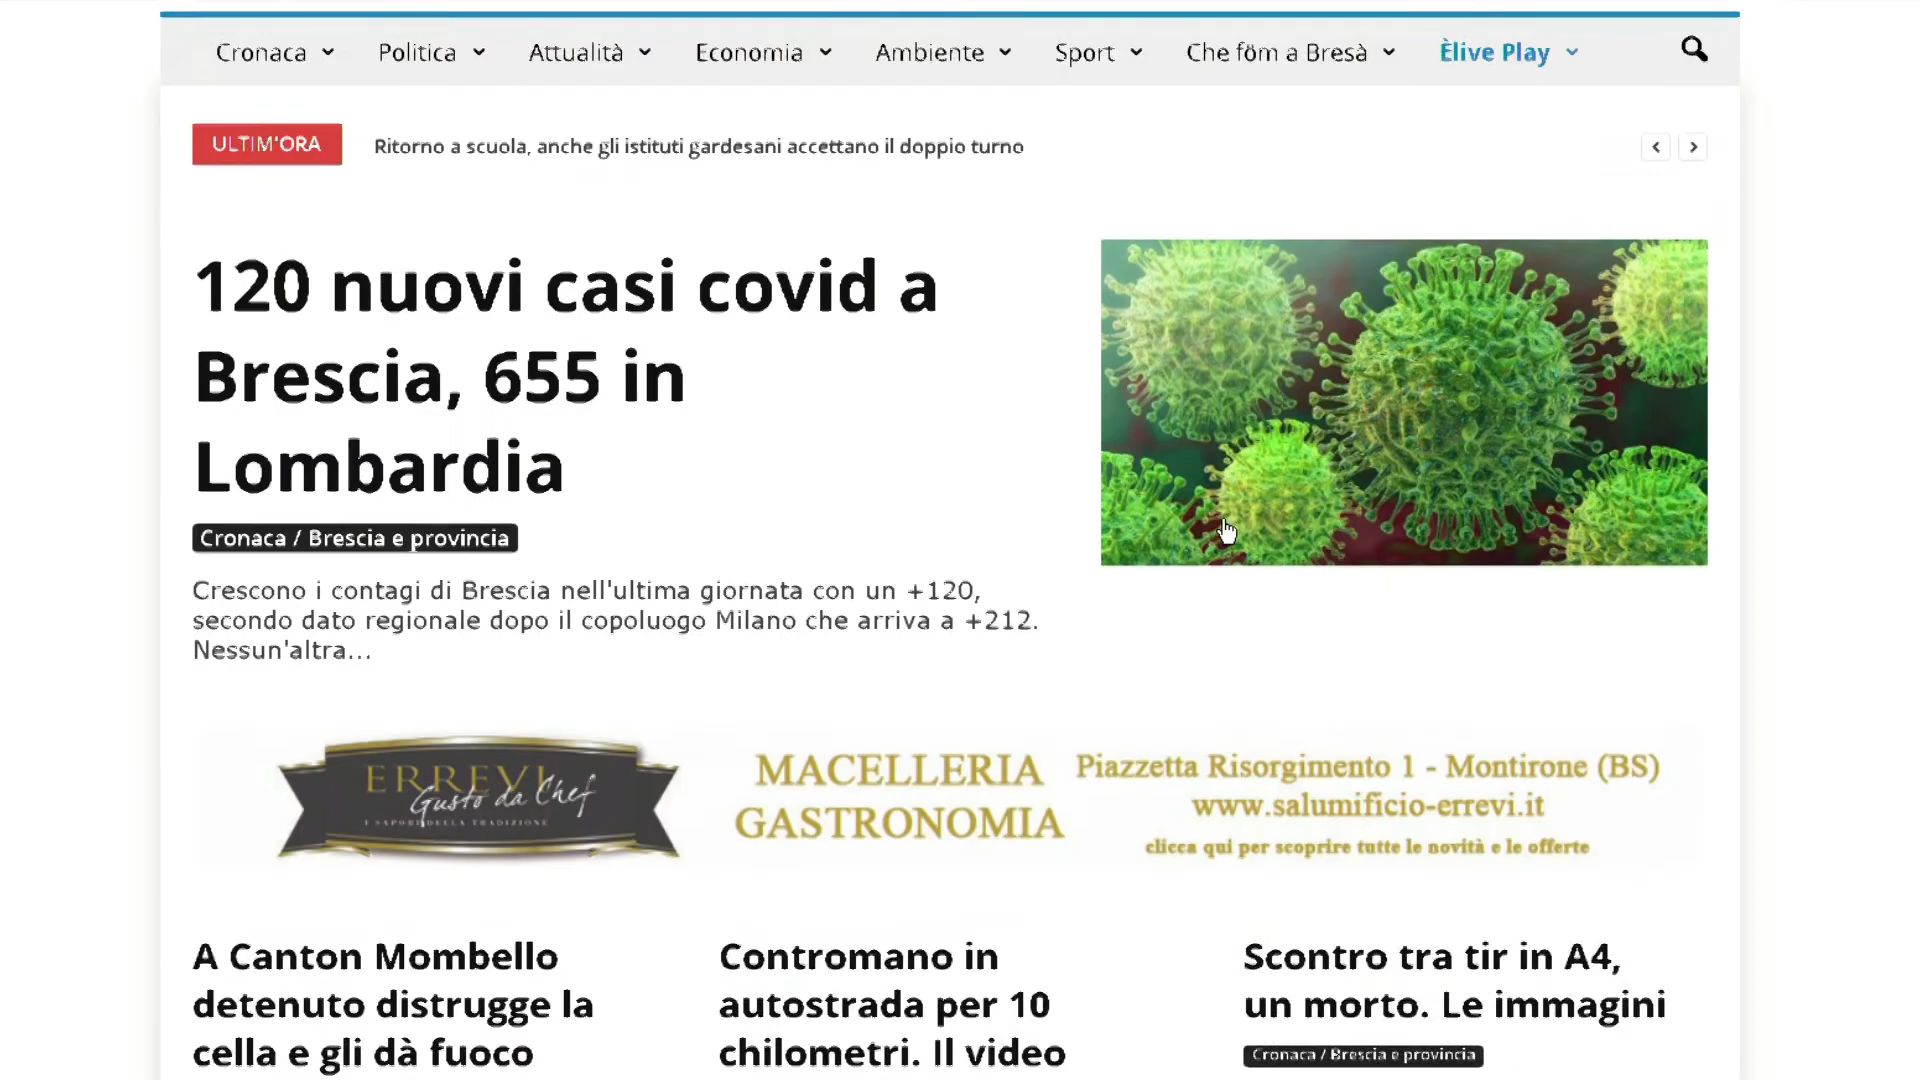 Cronaca Politica Attualità Economia Ambiente Sport Che föm a Bresà Èlive Play
ULTIM'ORA Ritorno a scuola, anche gli istituti gardesani accettano il doppio turno
120 nuovi casi covid a
Brescia, 655 in
Lombardia
Cronaca / Brescia e provincia
Crescono i contagi di Brescia nell'ultima giornata con un +120,
secondo dato regionale dopo il copoluogo Milano che arriva a +212.
Nessun'altra...
ERREVI
Gusto da Chef
I SAPORI DELLA TRADIZIONE
MACELLERIA
GASTRONOMIA
Piazzetta Risorgimento 1 - Montirone (BS)
www.salumificio-errevi.it
clicca qui per scoprire tutte le novità e le offerte
A Canton Mombello
detenuto distrugge la
cella e gli dà fuoco
Contromano in
autostrada per 10
chilometri. Il video
Scontro tra tir in A4,
un morto. Le immagini
Cronaca / Brescia e provincia